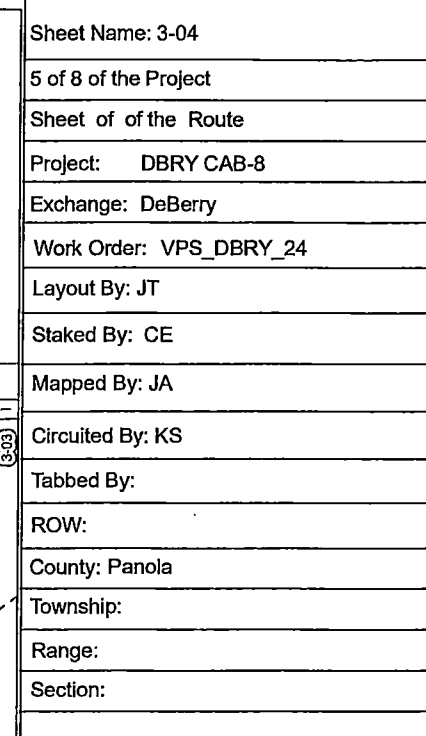 Sheet Name: 3-04
5 of 8 of the Project
Sheet of of the Route
Project: DBRY CAB-8
Exchange: DeBerry
Work Order: VPS_DBRY_24
Layout By: JT
Staked By: CE
Mapped By: JA
Circuited By: KS
3-03
Tabbed By:
ROW:
County: Panola
Township:
Range:
Section: